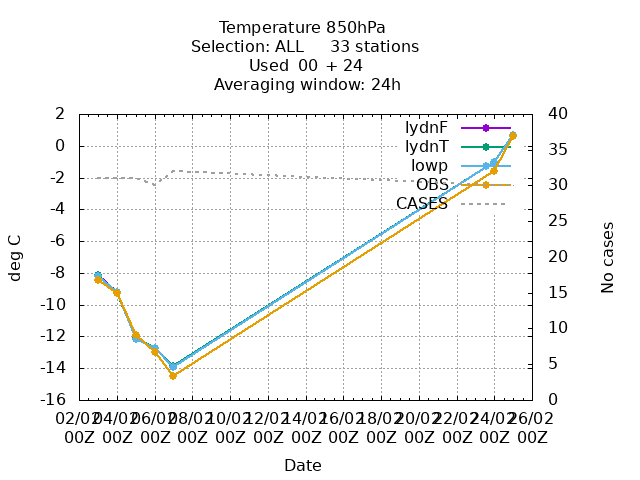 Temperature 850hPa
Selection: ALL 33 stations
Used 00 + 24
Averaging window: 24h
2
0
-2
-4
-6
-8
-10
-12
-14
-16
deg C
lydnF
lydnT
lowp
OBS
CASES
40
35
30
25
20
15
10
5
0
No cases
02/02 04/02 06/02 08/02 10/02 12/02 14/02 16/02 18/02 20/02 22/02 24/02 26/02
00Z 00Z 00Z 00Z 00Z 00Z 00Z 00Z 00Z 00Z 00Z 00Z 00Z
Date